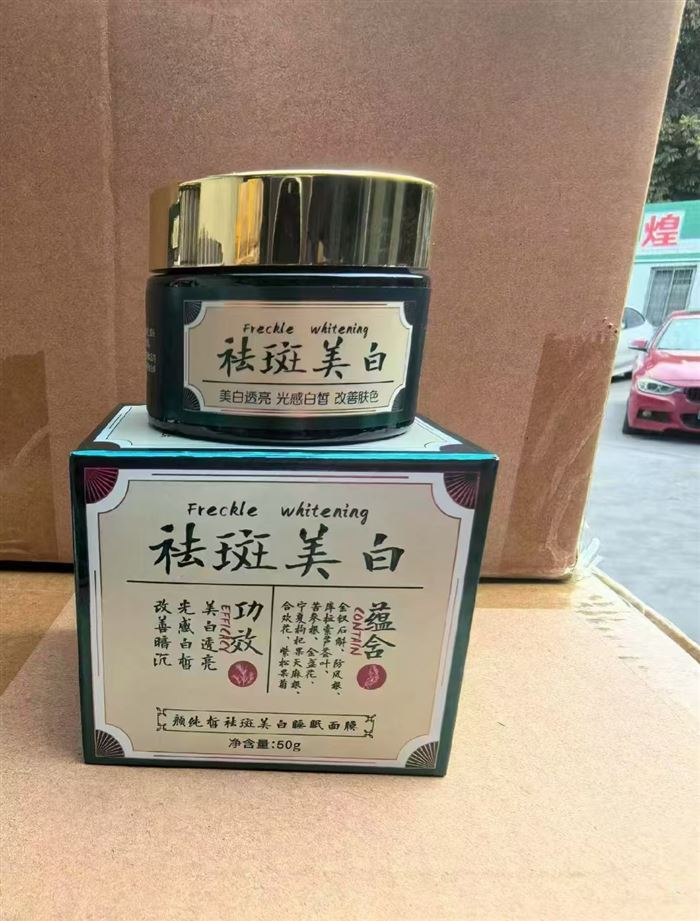 Freckle whitening
祛斑美白
美白透亮 光感白皙 改善肤色
Freckle whitening
祛斑美白
蕴含
CONTAIN
金钗石斛、防风根、
库拉索芦荟叶、
苦参根、金盏花、
宁夏枸杞果天麻根、
合欢花、紫松果菊
功效
EFFICACY
美白透亮
光感白皙
改善暗沉
颜纯皙祛斑美白睡眠面膜
净含量:50g
煌